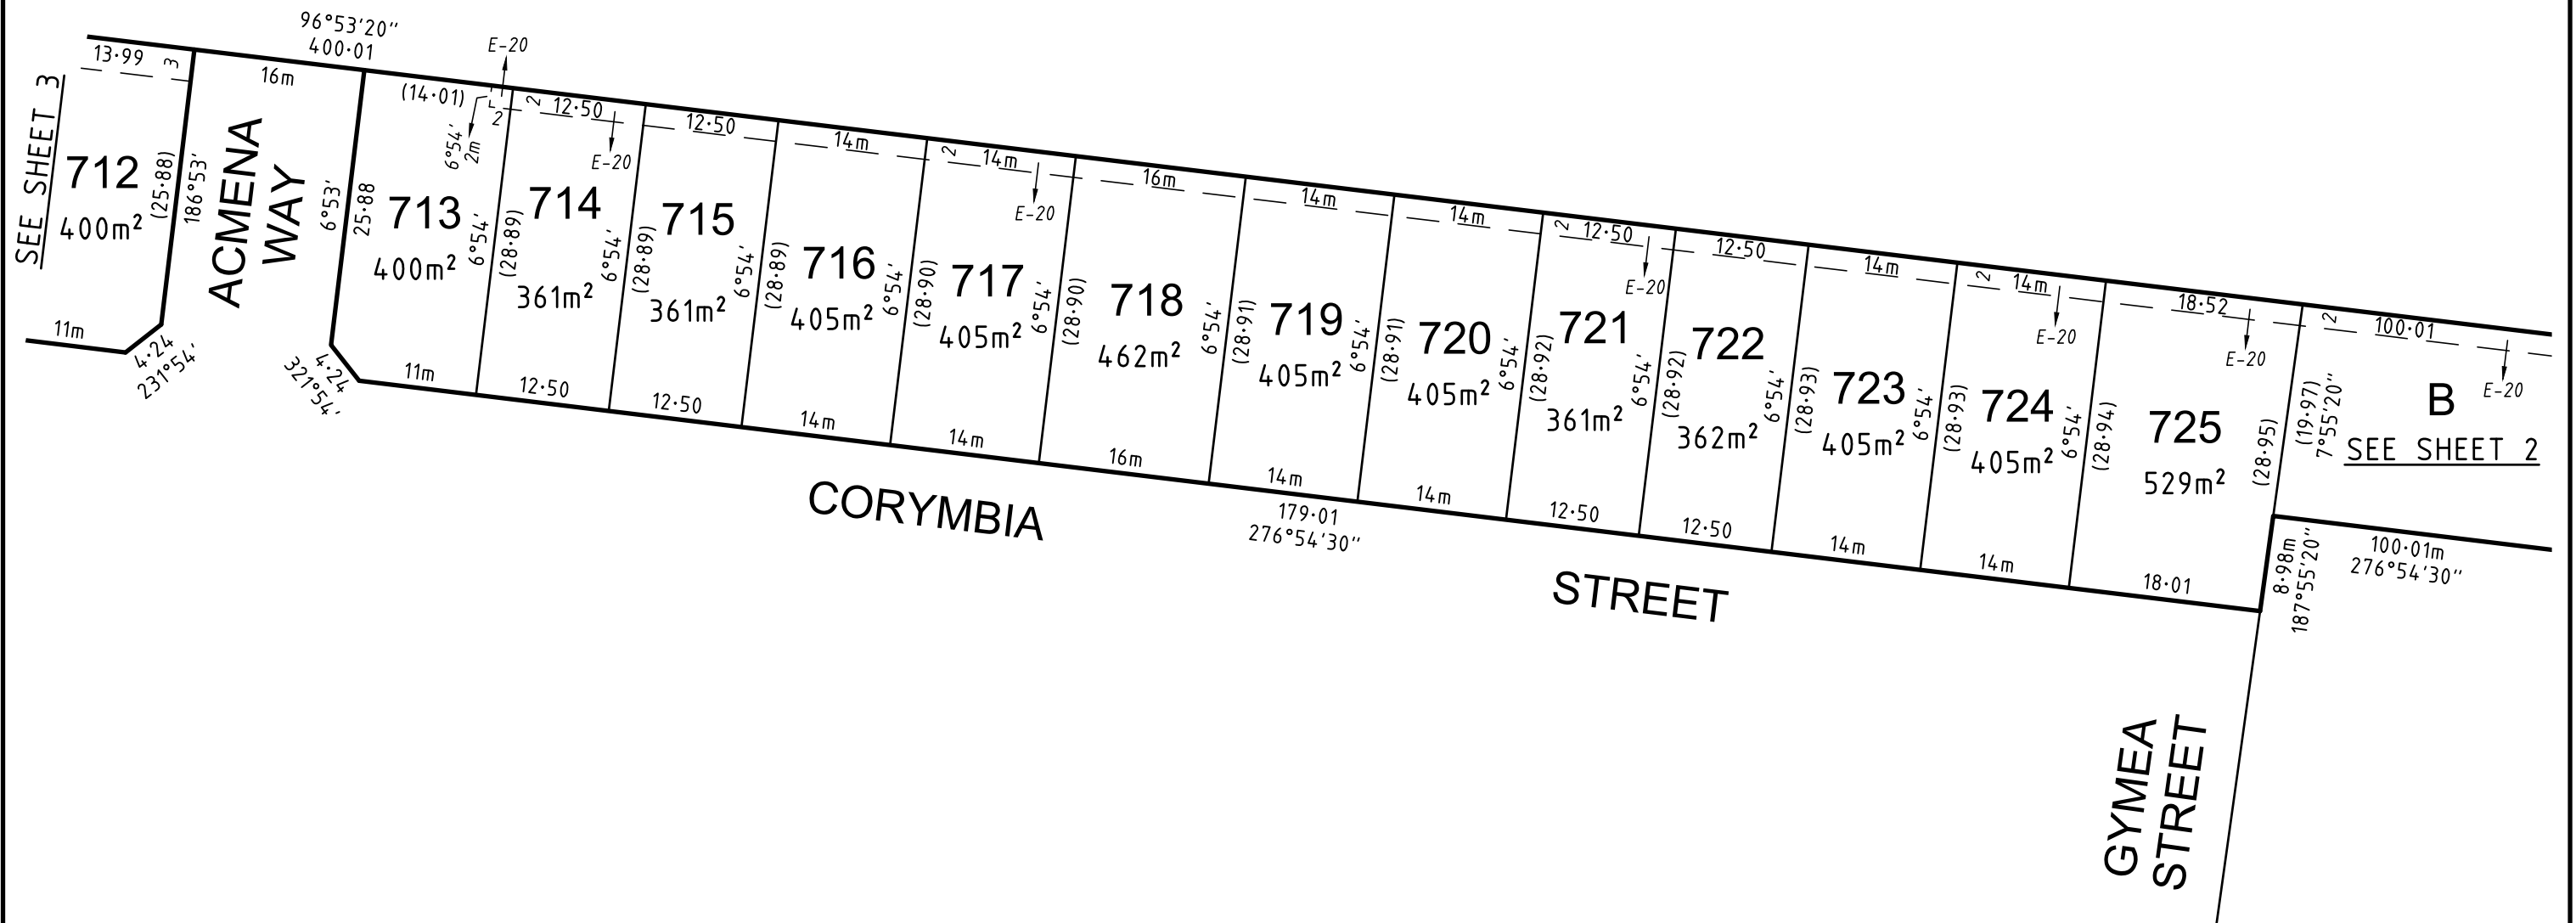 96°53'20"
400·01
E-20
13·99
3
16m
SEE SHEET 3
712
400m²
(25·88)
186°53'
11m
4·24
231°54'
ACMENA
WAY
6°53'
25·88
4·24
321°54'
(14·01)
2
6°54'
2m
713
400m²
6°54'
11m
2
12·50
E-20
(28·89)
714
361m²
6°54'
12·50
12·50
(28·89)
715
361m²
6°54'
12·50
14m
(28·89)
716
405m²
6°54'
14m
2
14m
E-20
(28·90)
717
405m²
6°54'
14m
16m
(28·90)
718
462m²
6°54'
16m
14m
(28·91)
719
405m²
6°54'
14m
14m
(28·91)
720
405m²
6°54'
14m
2
12·50
E-20
(28·92)
721
361m²
6°54'
12·50
12·50
(28·92)
722
362m²
6°54'
12·50
14m
(28·93)
723
405m²
6°54'
14m
2
14m
E-20
(28·93)
724
405m²
6°54'
14m
18·52
E-20
(28·94)
725
529m²
(28·95)
18·01
2
100·01
E-20
(19·97)
7°55'20"
B
SEE SHEET 2
8·98m
187°55'20"
100·01m
276°54'30"
CORYMBIA
179·01
276°54'30"
STREET
GYMEA
STREET